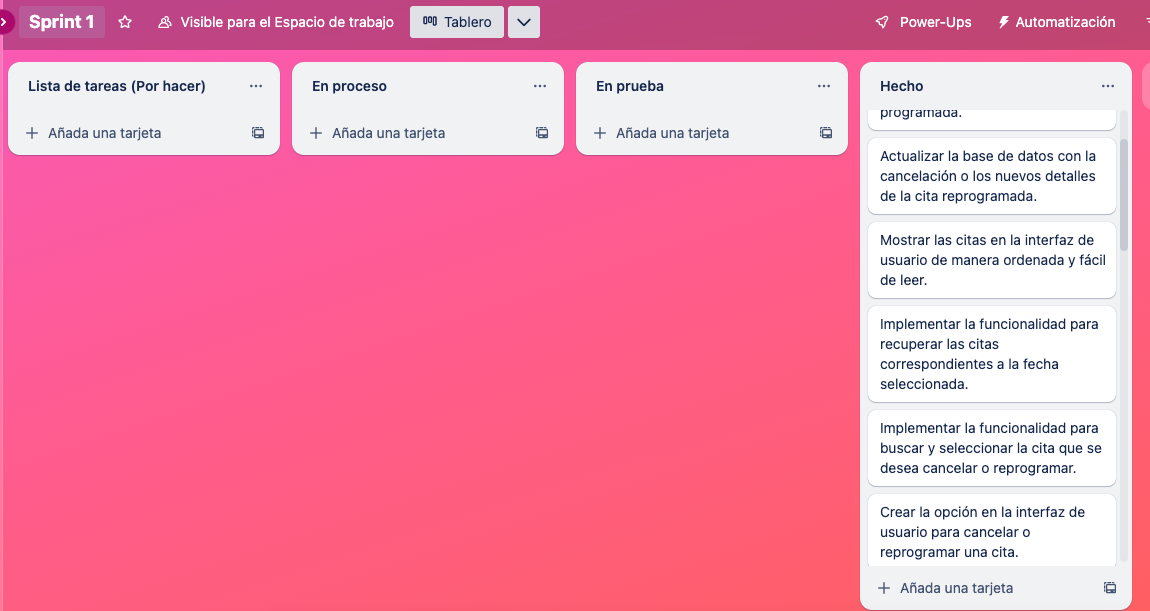 Sprint 1
Visible para el Espacio de trabajo
Tablero
Power-Ups
Automatización
Lista de tareas (Por hacer)
Añada una tarjeta
En proceso
Añada una tarjeta
En prueba
Añada una tarjeta
Hecho
programada.
Actualizar la base de datos con la
cancelación o los nuevos detalles
de la cita reprogramada.
Mostrar las citas en la interfaz de
usuario de manera ordenada y fácil
de leer.
Implementar la funcionalidad para
recuperar las citas
correspondientes a la fecha
seleccionada.
Implementar la funcionalidad para
buscar y seleccionar la cita que se
desea cancelar o reprogramar.
Crear la opción en la interfaz de
usuario para cancelar o
reprogramar una cita.
Añada una tarjeta